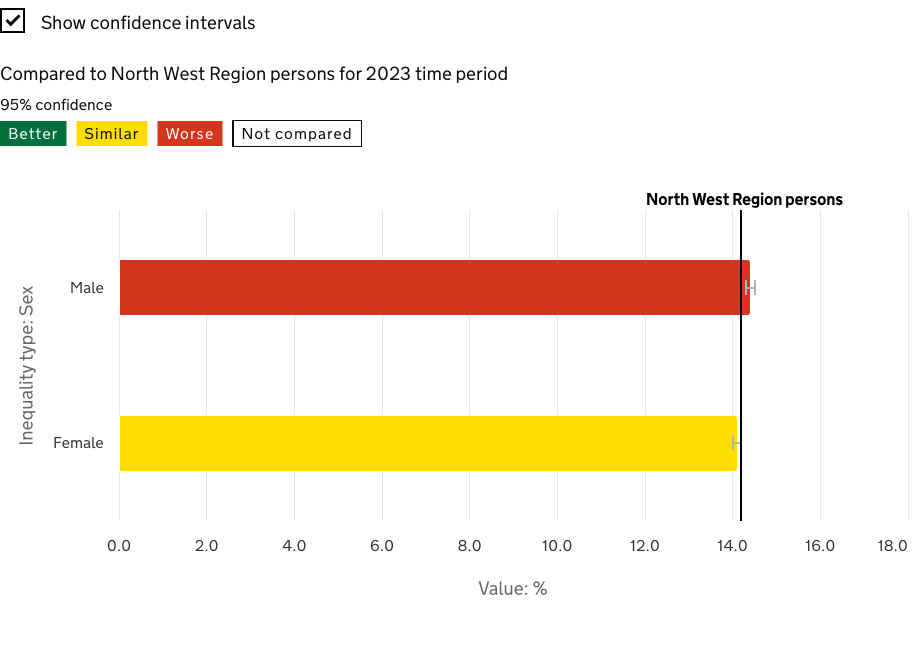 Show confidence intervals
Compared to North West Region persons for 2023 time period
95% confidence
Better Similar Worse Not compared
North West Region persons
Inequality type: Sex
Male
Female
0.0 2.0 4.0 6.0 8.0 10.0 12.0 14.0 16.0 18.0
Value: %